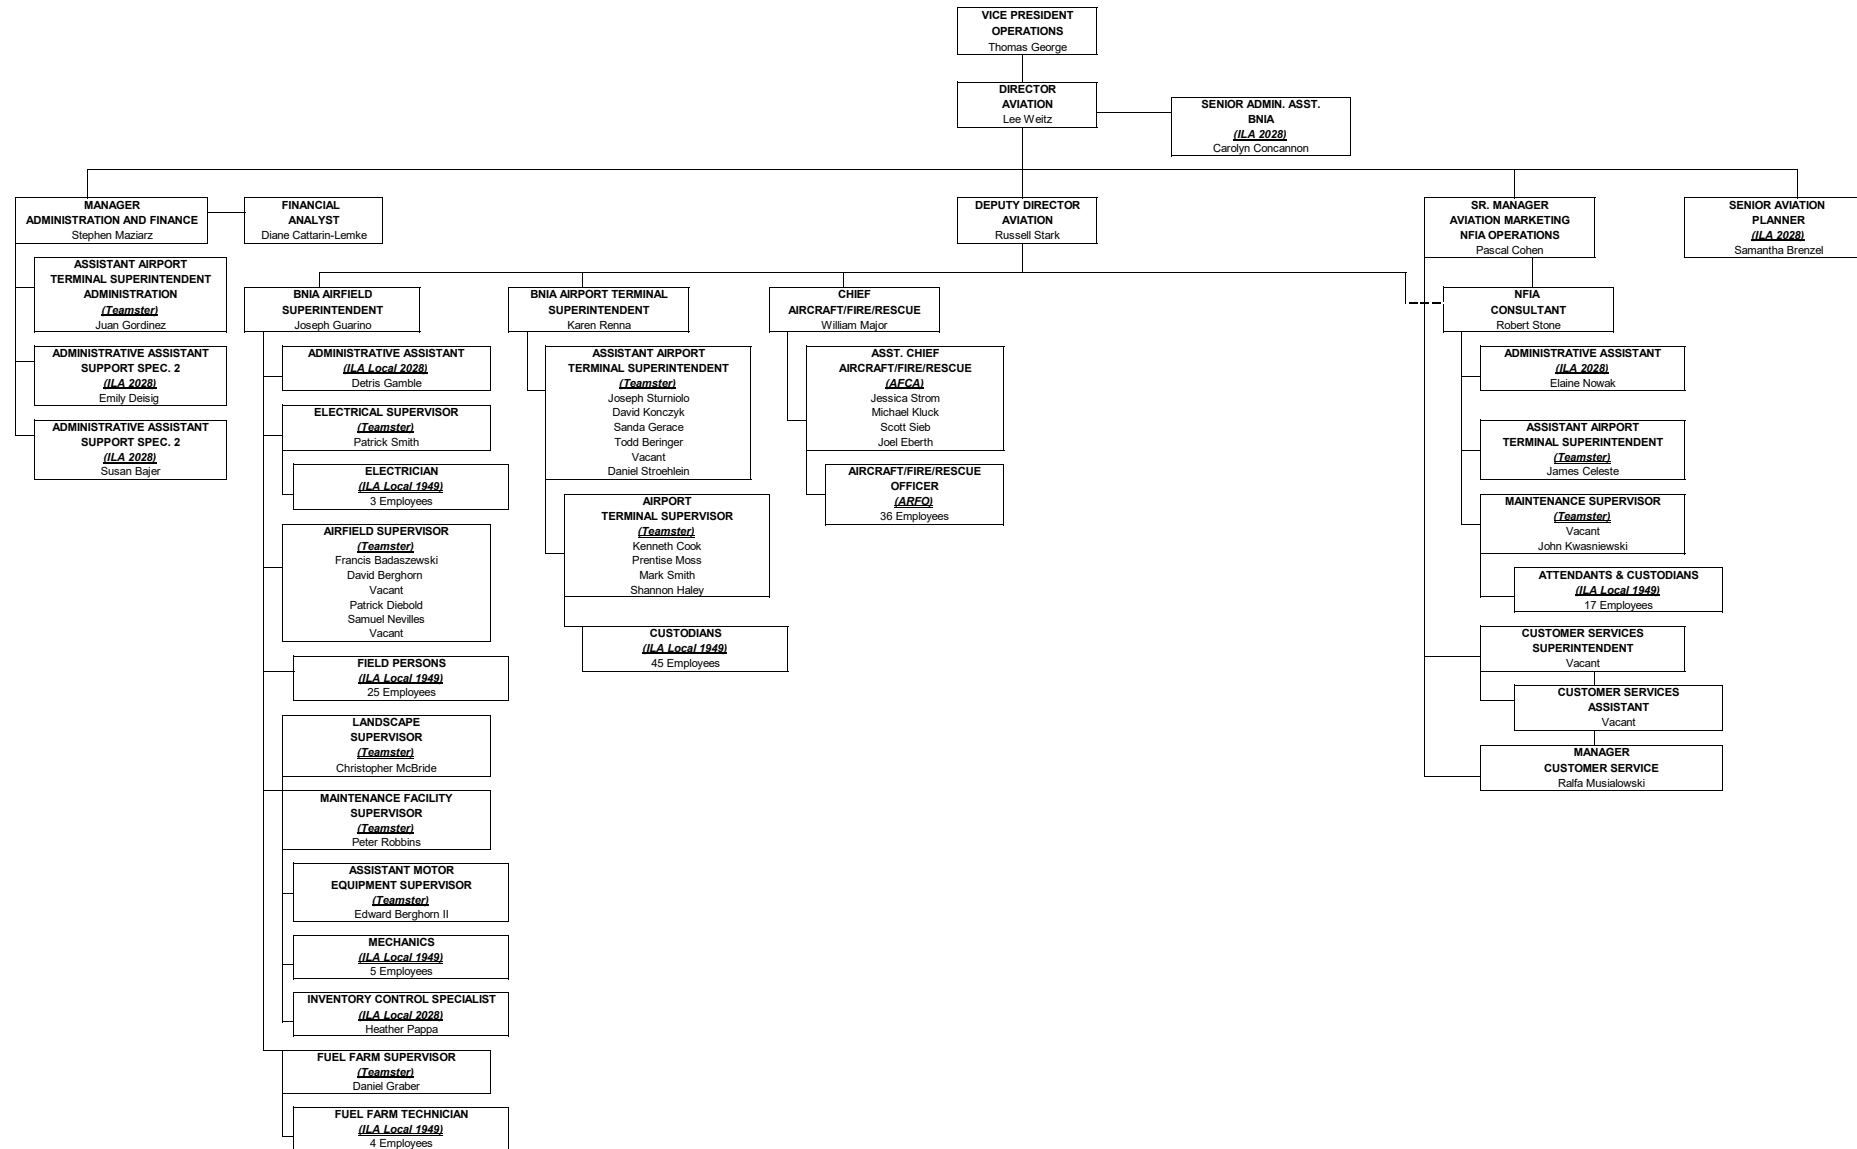 VICE PRESIDENT
OPERATIONS
Thomas George
DIRECTOR
AVIATION
Lee Weitz
SENIOR ADMIN. ASST.
BNIA
(ILA 2028)
Carolyn Concannon
MANAGER
ADMINISTRATION AND FINANCE
Stephen Maziarz
FINANCIAL
ANALYST
Diane Cattarin-Lemke
DEPUTY DIRECTOR
AVIATION
Russell Stark
SR. MANAGER
AVIATION MARKETING
NFIA OPERATIONS
Pascal Cohen
SENIOR AVIATION
PLANNER
(ILA 2028)
Samantha Brenzel
ASSISTANT AIRPORT
TERMINAL SUPERINTENDENT
ADMINISTRATION
(Teamster)
Juan Gordinez
ADMINISTRATIVE ASSISTANT
SUPPORT SPEC. 2
(ILA 2028)
Emily Deisig
ADMINISTRATIVE ASSISTANT
SUPPORT SPEC. 2
(ILA 2028)
Susan Bajer
BNIA AIRFIELD
SUPERINTENDENT
Joseph Guarino
ADMINISTRATIVE ASSISTANT
(ILA Local 2028)
Detris Gamble
ELECTRICAL SUPERVISOR
(Teamster)
Patrick Smith
ELECTRICIAN
(ILA Local 1949)
3 Employees
AIRFIELD SUPERVISOR
(Teamster)
Francis Badaszewski
David Berghorn
Vacant
Patrick Diebold
Samuel Nevilles
Vacant
FIELD PERSONS
(ILA Local 1949)
25 Employees
LANDSCAPE
SUPERVISOR
(Teamster)
Christopher McBride
MAINTENANCE FACILITY
SUPERVISOR
(Teamster)
Peter Robbins
ASSISTANT MOTOR
EQUIPMENT SUPERVISOR
(Teamster)
Edward Berghorn II
MECHANICS
(ILA Local 1949)
5 Employees
INVENTORY CONTROL SPECIALIST
(ILA Local 2028)
Heather Pappa
FUEL FARM SUPERVISOR
(Teamster)
Daniel Graber
FUEL FARM TECHNICIAN
(ILA Local 1949)
4 Employees
BNIA AIRPORT TERMINAL
SUPERINTENDENT
Karen Renna
ASSISTANT AIRPORT
TERMINAL SUPERINTENDENT
(Teamster)
Joseph Sturniolo
David Konczyk
Sanda Gerace
Todd Beringer
Vacant
Daniel Stroehlein
AIRPORT
TERMINAL SUPERVISOR
(Teamster)
Kenneth Cook
Prentise Moss
Mark Smith
Shannon Haley
CUSTODIANS
(ILA Local 1949)
45 Employees
CHIEF
AIRCRAFT/FIRE/RESCUE
William Major
ASST. CHIEF
AIRCRAFT/FIRE/RESCUE
(AFCA)
Jessica Strom
Michael Kluck
Scott Sieb
Joel Eberth
AIRCRAFT/FIRE/RESCUE
OFFICER
(ARFO)
36 Employees
NFIA
CONSULTANT
Robert Stone
ADMINISTRATIVE ASSISTANT
(ILA 2028)
Elaine Nowak
ASSISTANT AIRPORT
TERMINAL SUPERINTENDENT
(Teamster)
James Celeste
MAINTENANCE SUPERVISOR
(Teamster)
Vacant
John Kwasniewski
ATTENDANTS & CUSTODIANS
(ILA Local 1949)
17 Employees
CUSTOMER SERVICES
SUPERINTENDENT
Vacant
CUSTOMER SERVICES
ASSISTANT
Vacant
MANAGER
CUSTOMER SERVICE
Ralfa Musialowski